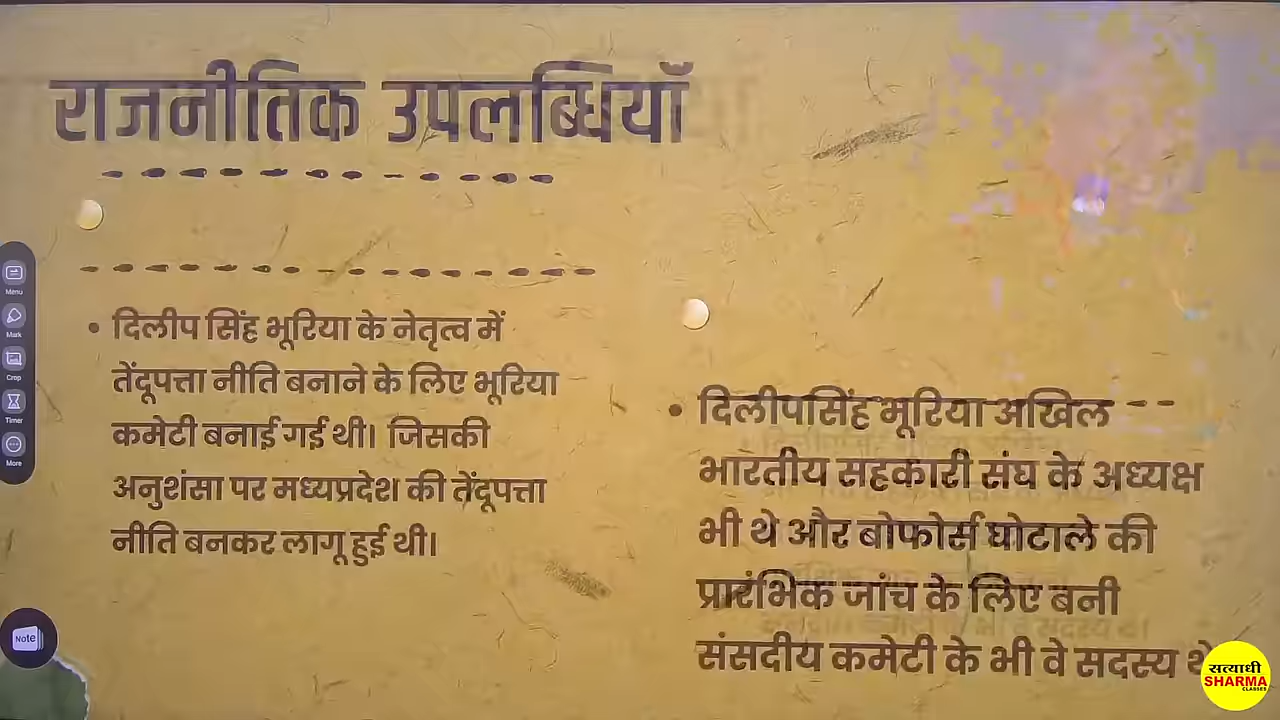 राजनीतिक उपलब्धियाँ
दिलीप सिंह भूरिया के नेतृत्व में
तेंदूपत्ता नीति बनाने के लिए भूरिया
कमेटी बनाई गई थी। जिसकी
अनुशंसा पर मध्यप्रदेश की तेंदूपत्ता
नीति बनकर लागू हुई थी।
दिलीपसिंह भूरिया अखिल
भारतीय सहकारी संघ के अध्यक्ष
भी थे और बोफोर्स घोटाले की
प्रारंभिक जांच के लिए बनी
संसदीय कमेटी के भी वे सदस्य थे
Menu
Mark
Crop
Timer
More
Note
सत्याधी
SHARMA
CLASSES